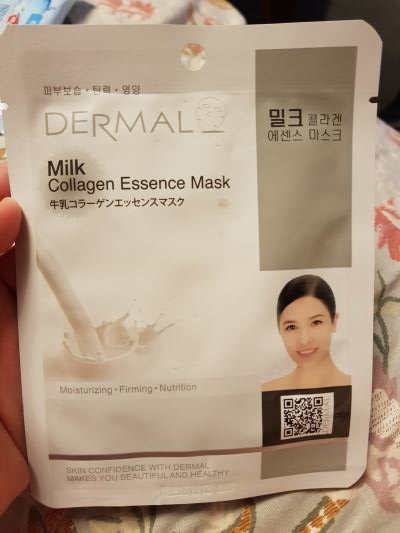 피부보습・탄력・영양
DERMAL
밀크 콜라겐
에센스 마스크
Milk
Collagen Essence Mask
牛乳コラーゲンエッセンスマスク
Moisturizing・Firming・Nutrition
DERMAL
SKIN CONFIDENCE WITH DERMAL
MAKES YOU BEAUTIFUL AND HEALTHY